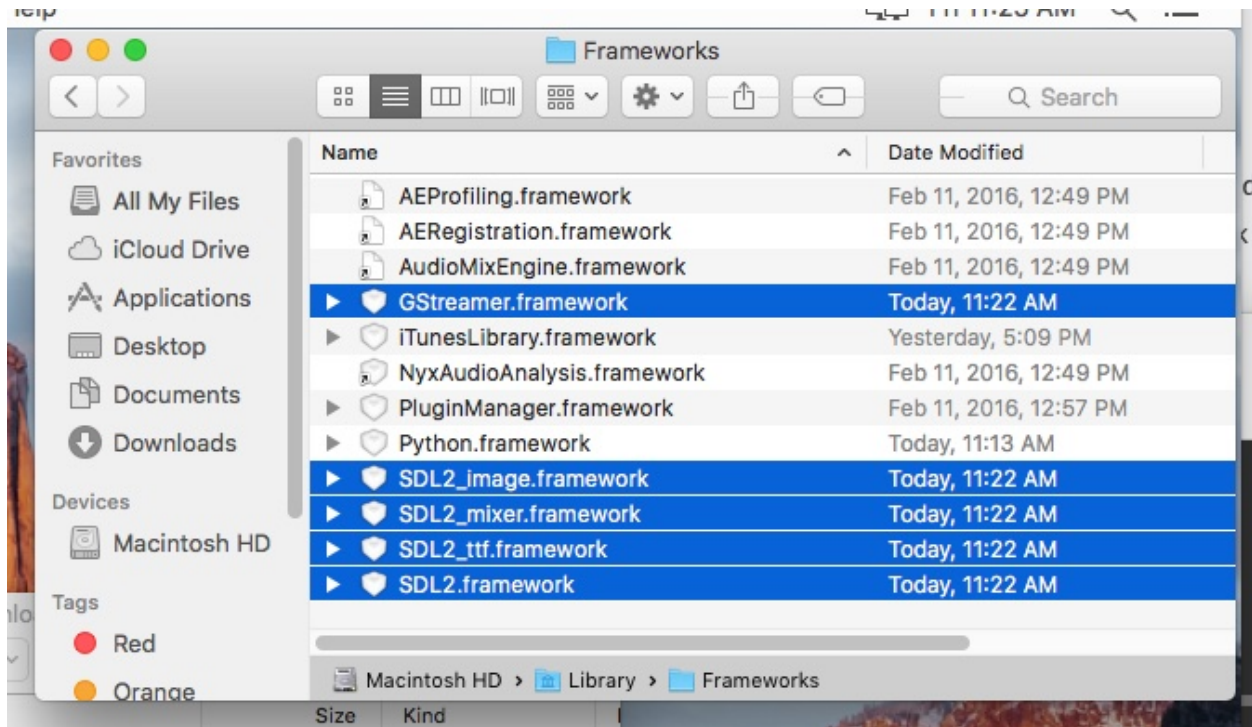 Frameworks
Search
Favorites
All My Files
iCloud Drive
Applications
Desktop
Documents
Downloads
Devices
Macintosh HD
Tags
Red
Orange
Name Date Modified
AEProfiling.framework Feb 11, 2016, 12:49 PM
AERegistration.framework Feb 11, 2016, 12:49 PM
AudioMixEngine.framework Feb 11, 2016, 12:49 PM
GStreamer.framework Today, 11:22 AM
iTunesLibrary.framework Yesterday, 5:09 PM
NyxAudioAnalysis.framework Feb 11, 2016, 12:49 PM
PluginManager.framework Feb 11, 2016, 12:57 PM
Python.framework Today, 11:13 AM
SDL2_image.framework Today, 11:22 AM
SDL2_mixer.framework Today, 11:22 AM
SDL2_ttf.framework Today, 11:22 AM
SDL2.framework Today, 11:22 AM
Macintosh HD Library Frameworks
Size Kind